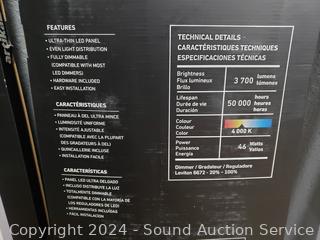 FEATURES
• ULTRA-THIN LED PANEL
• EVEN LIGHT DISTRIBUTION
• FULLY DIMMABLE
(COMPATIBLE WITH MOST
LED DIMMERS)
• HARDWARE INCLUDED
• EASY INSTALLATION
CARACTÉRISTIQUES
• PANNEAU À DEL ULTRA MINCE
• LUMINOSITÉ UNIFORME
• INTENSITÉ AJUSTABLE
(COMPATIBLE AVEC LA PLUPART
DES GRADATEURS À DELI
• QUINCAILLERIE INCLUSE
• INSTALLATION FACILE
CARACTERÍSTICAS
• PANEL LED ULTRA DELGADO
• INCLUSO DISTRIBUYE LA LUZ
• TOTALMENTE DIMMABLE
(COMPATIBLE CON LA MAYORÍA DE
LOS REGULADORES DE LED)
• HERRAMIENTAS INCLUÍDAS
• FÁCIL INSTALACIÓN
TECHNICAL DETAILS
CARACTÉRISTIQUES TECHNIQUES
ESPECIFICACIONES TÉCNICAS
Brightness
Flux lumineux
Brillo
3 700 lumens
lumens
lúmenes
Lifespan
Durée de vie
Duración
50 000 hours
heures
horas
Colour
Couleur
Color
4 000 K
Power
Puissance
Energía
46 Watts
Vatios
Dimmer / Gradateur / Reguladore
Leviton 6672 - 20% - 100%
Copyright 2024 - Sound Auction Service